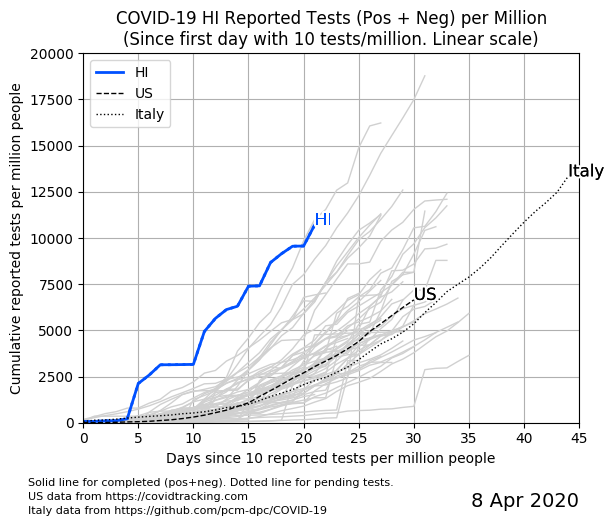 COVID-19 HI Reported Tests (Pos + Neg) per Million
(Since first day with 10 tests/million. Linear scale)
Cumulative reported tests per million people
20000
17500
15000
12500
10000
7500
5000
2500
0
HI
US
Italy
Italy
HI
US
0 5 10 15 20 25 30 35 40 45
Days since 10 reported tests per million people
Solid line for completed (pos+neg). Dotted line for pending tests.
US data from https://covidtracking.com
Italy data from https://github.com/pcm-dpc/COVID-19
8 Apr 2020